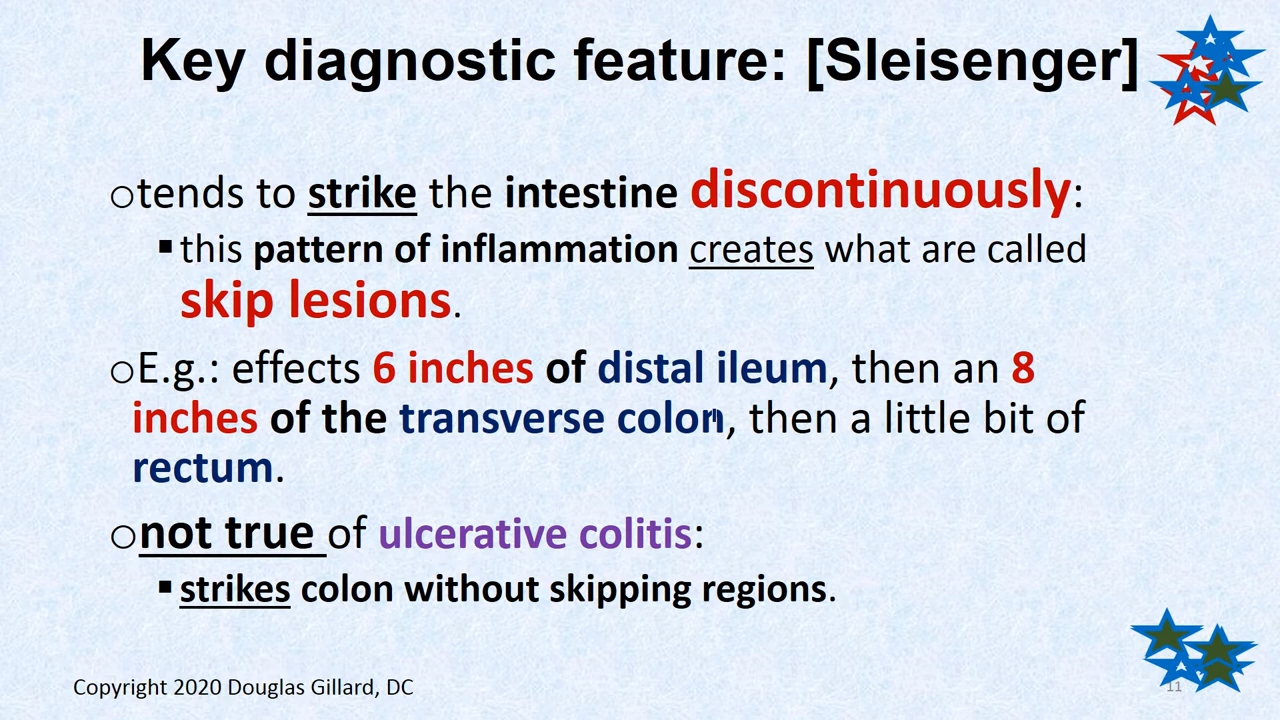 Key diagnostic feature: [Sleisenger]
○tends to strike the intestine discontinuously:
▪this pattern of inflammation creates what are called
skip lesions.
○E.g.: effects 6 inches of distal ileum, then an 8
inches of the transverse colon, then a little bit of
rectum.
○not true of ulcerative colitis:
▪strikes colon without skipping regions.
Copyright 2020 Douglas Gillard, DC
11